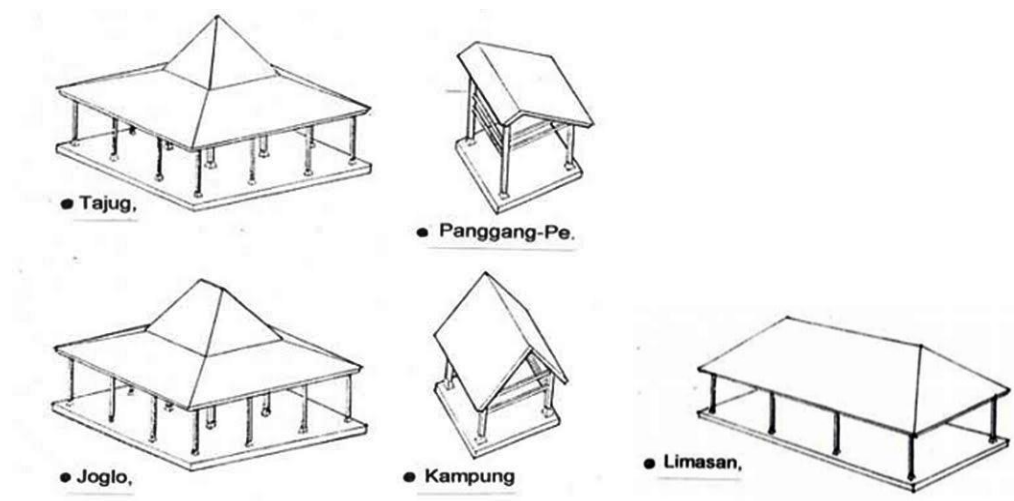 • Tajug,
• Panggang-Pe.
• Joglo,
• Kampung
• Limasan,